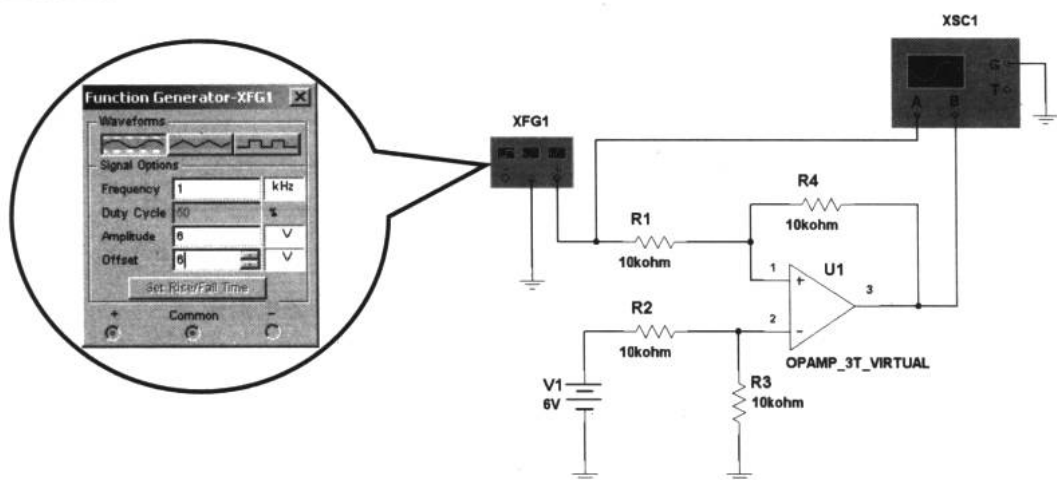 XSC1
G
T
A B
Function Generator-XFG1
Waveforms
Signal Options
Frequency 1 kHz
Duty Cycle 50 %
Amplitude 6 V
Offset 6 V
Set Rise/Fall Time
+ Common -
XFG1
R4
10kohm
R1
10kohm
U1
1 +
3
2 -
R2
10kohm
OPAMP_3T_VIRTUAL
V1
6V
R3
10kohm